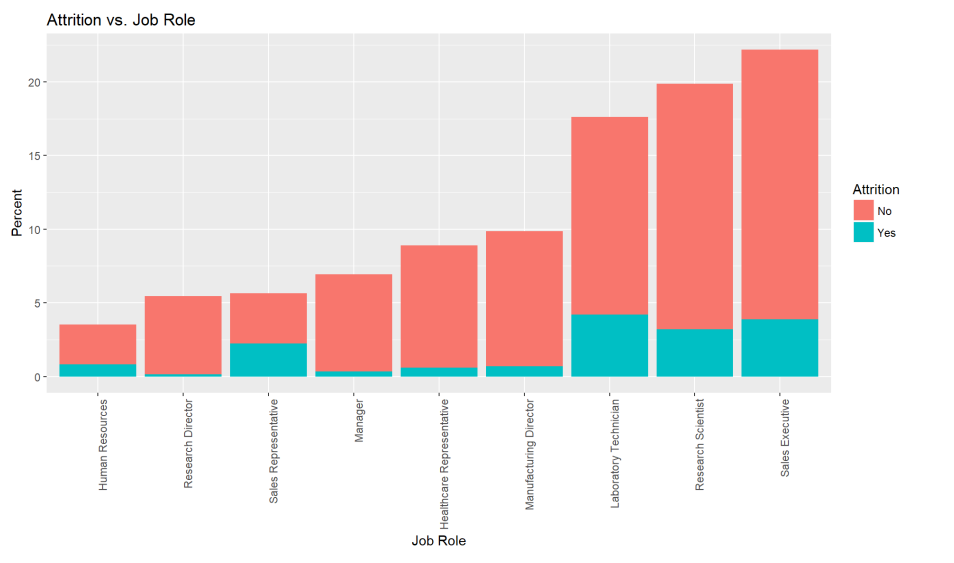 Attrition vs. Job Role
Percent
20
15
10
5
0
Human Resources
Research Director
Sales Representative
Manager
Healthcare Representative
Manufacturing Director
Laboratory Technician
Research Scientist
Sales Executive
Job Role
Attrition
No
Yes